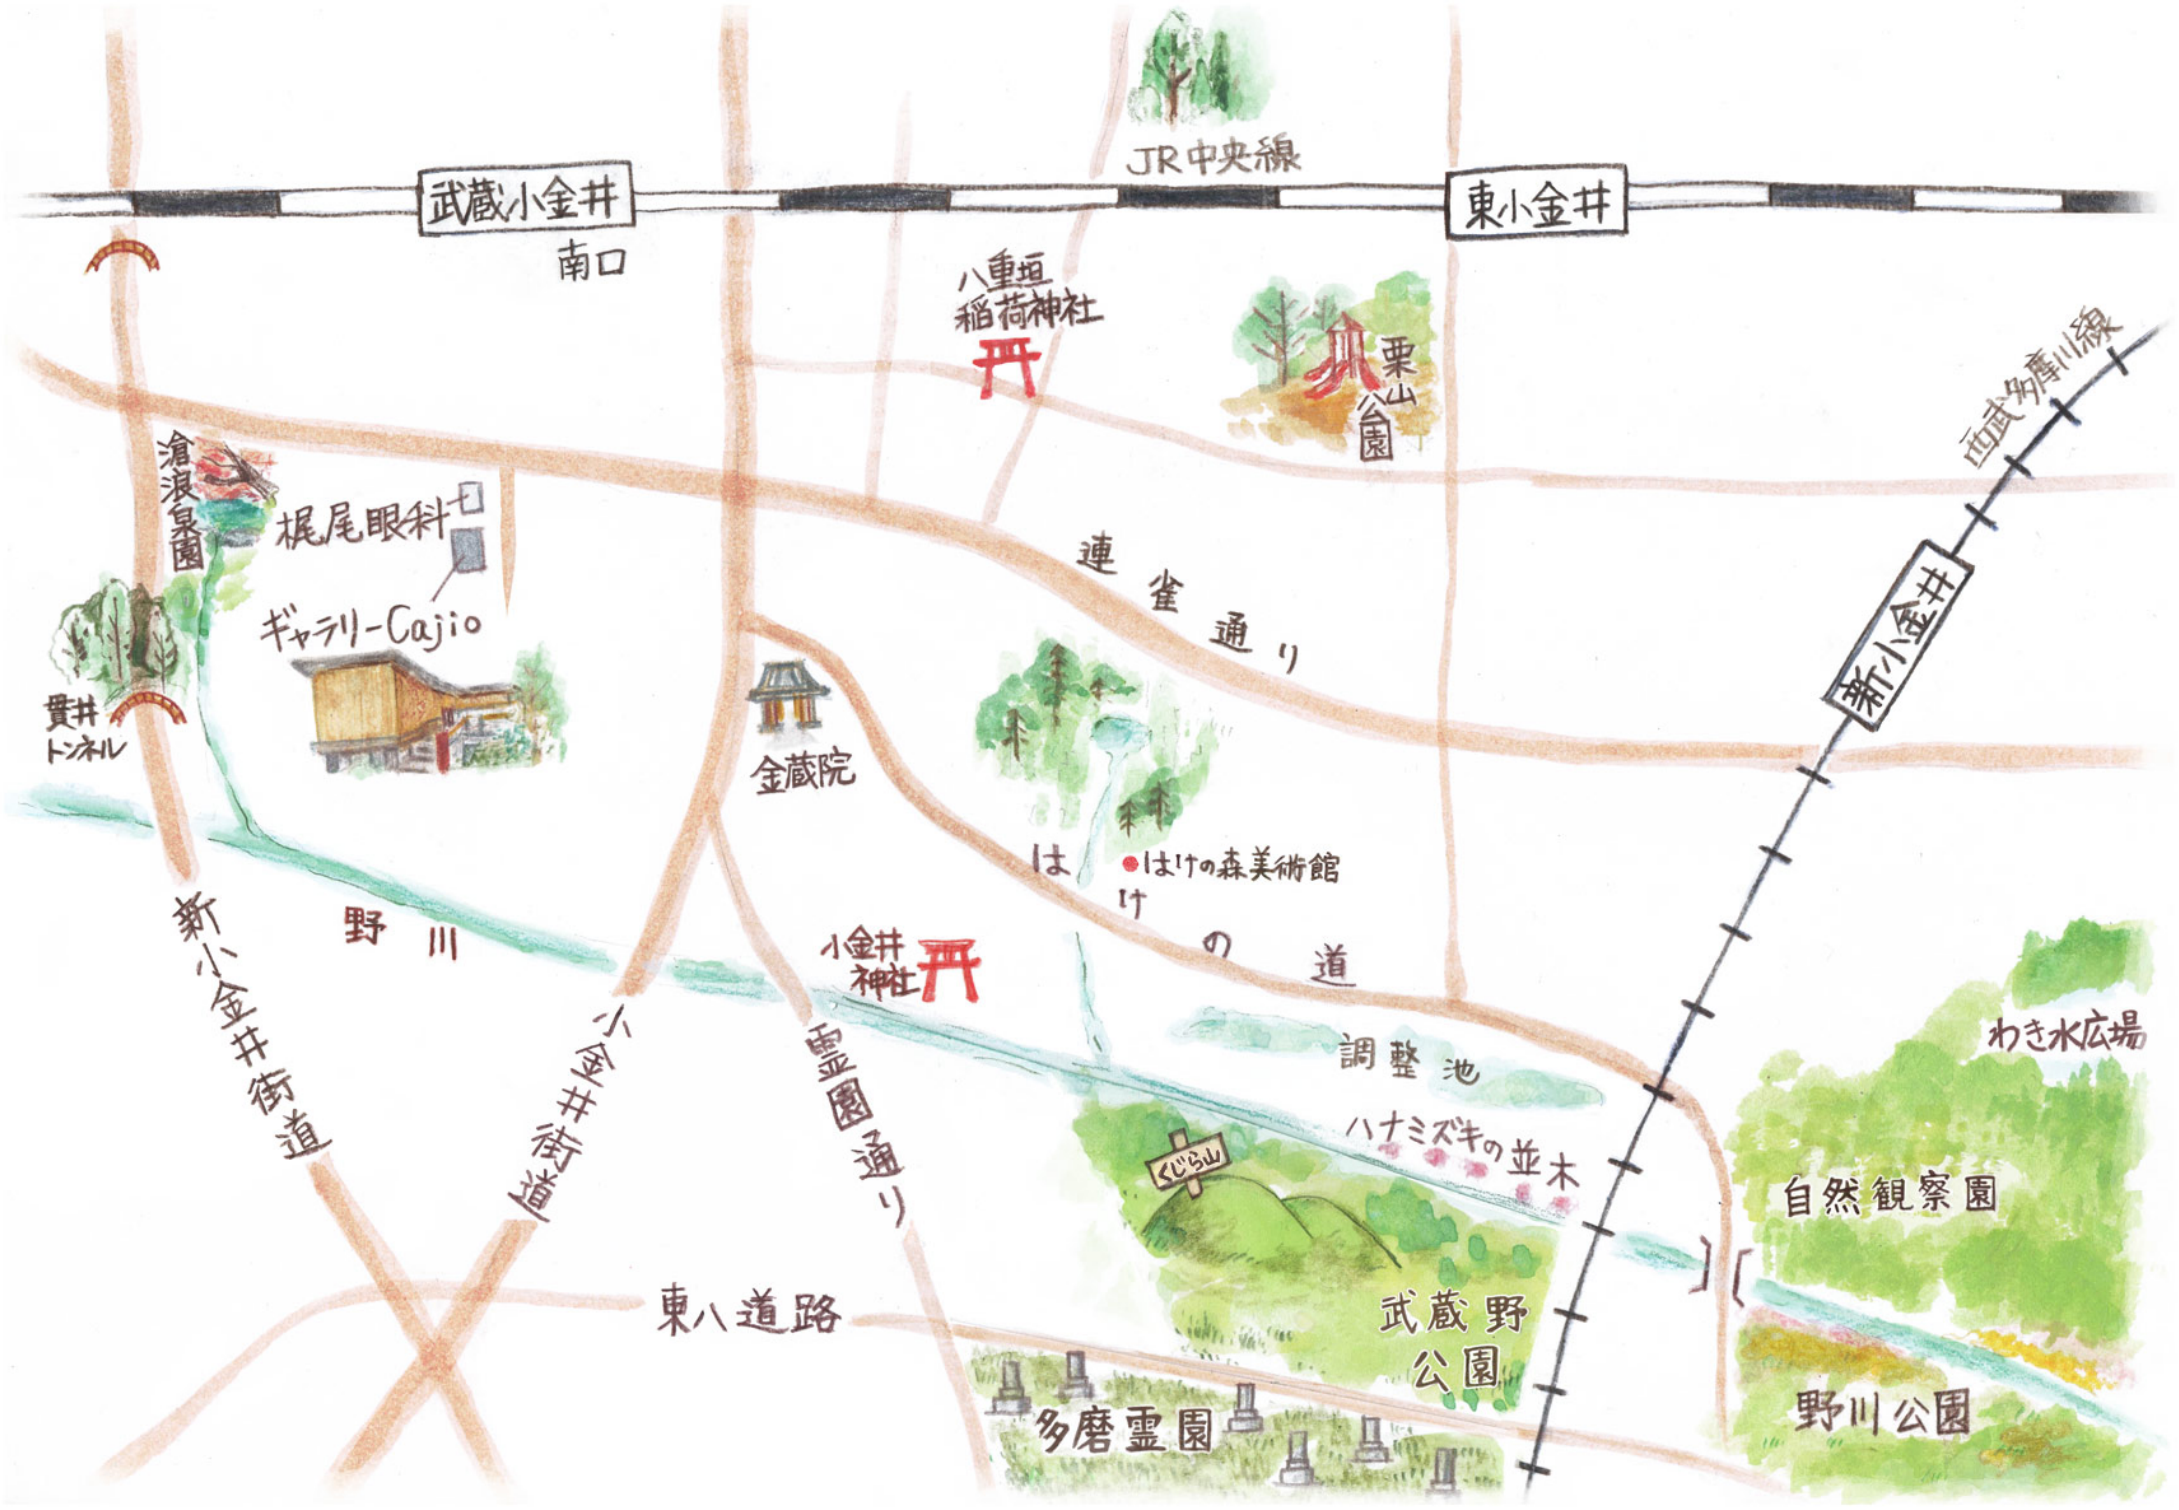 JR中央線
武蔵小金井
東小金井
南口
八重垣
稲荷神社
栗山公園
西武多摩川線
滄浪泉園
梶尾眼科
ギャラリーCajio
連雀通り
新小金井
貫井
トンネル
金蔵院
はけの森美術館
はけの道
野川
小金井
神社
新小金井街道
小金井街道
霊園通り
調整池
わき水広場
ハナミズキの並木
くじら山
自然観察園
東八道路
武蔵野
公園
多磨霊園
野川公園